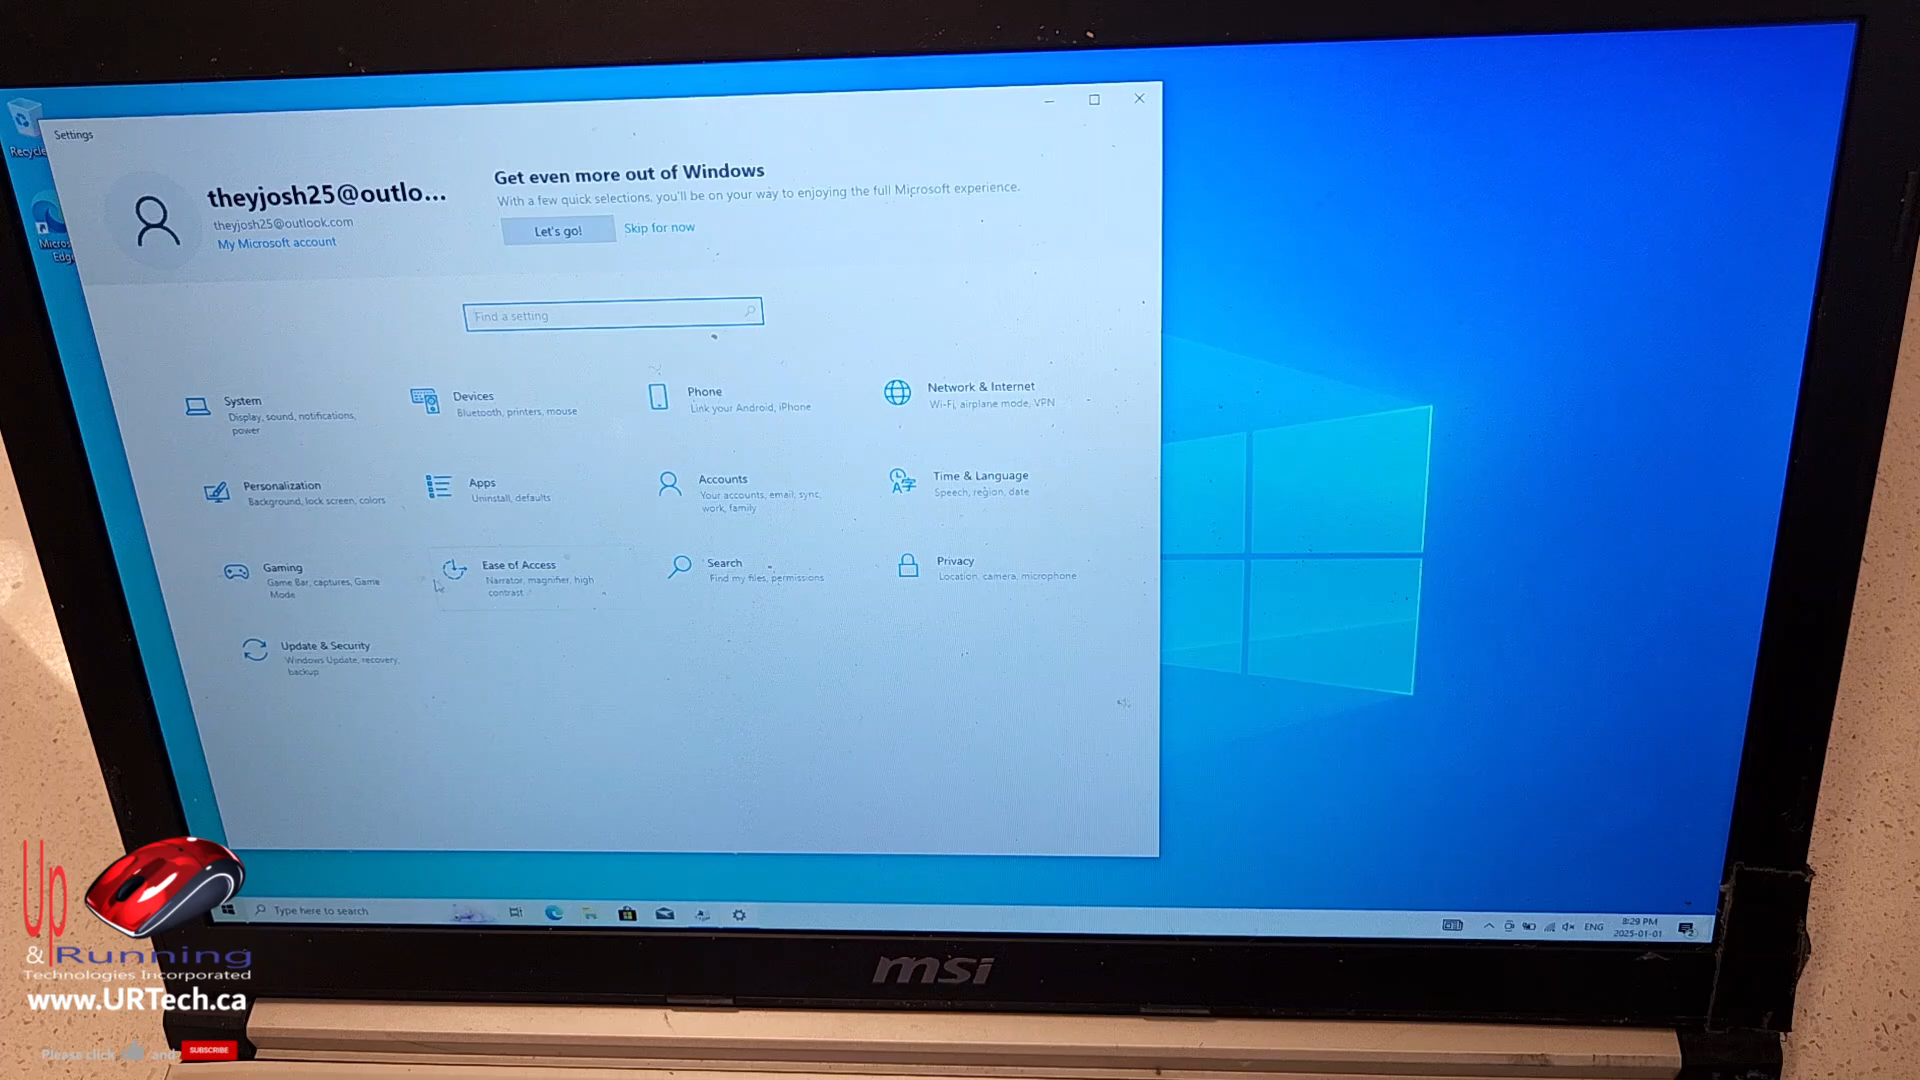 Recycle
Micros
Edg
Settings
theyjosh25@outlo...
theyjosh25@outlook.com
My Microsoft account
Get even more out of Windows
With a few quick selections, you'll be on your way to enjoying the full Microsoft experience.
Let's go!
Skip for now
Find a setting
System
Display, sound, notifications,
power
Devices
Bluetooth, printers, mouse
Phone
Link your Android, iPhone
Network & Internet
Wi-Fi, airplane mode, VPN
Personalization
Background, lock screen, colors
Apps
Uninstall, defaults
Accounts
Your accounts, email, sync,
work, family
Time & Language
Speech, region, date
Gaming
Game Bar, captures, Game
Mode
Ease of Access
Narrator, magnifier, high
contrast
Search
Find my files, permissions
Privacy
Location, camera, microphone
Update & Security
Windows Update, recovery,
backup
Type here to search
ENG
8:29 PM
2025-01-01
2
msi
Up
& Running
Technologies Incorporated
www.URTech.ca
Please click and
SUBSCRIBE